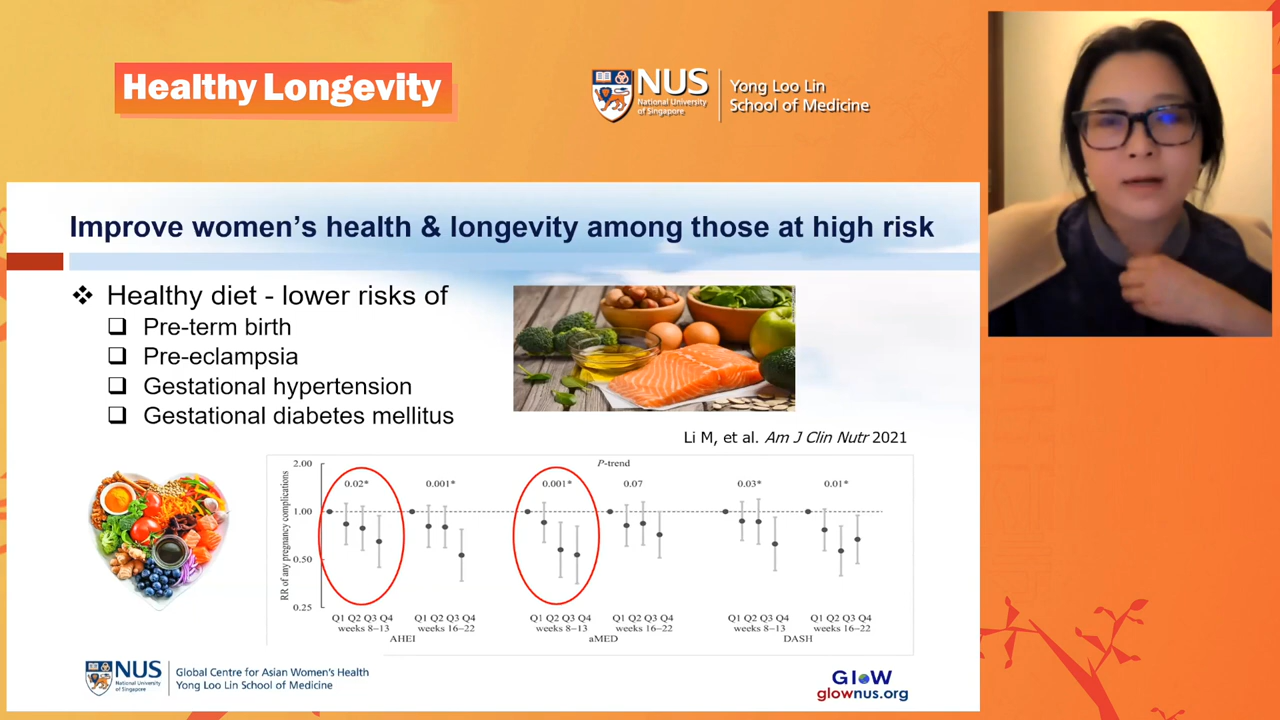 Healthy Longevity
NUS
National University
of Singapore
Yong Loo Lin
School of Medicine
Improve women's health & longevity among those at high risk
❖ Healthy diet - lower risks of
❑ Pre-term birth
❑ Pre-eclampsia
❑ Gestational hypertension
❑ Gestational diabetes mellitus
Li M, et al. Am J Clin Nutr 2021
RR of any pregnancy complications
2.00
1.00
0.50
0.25
P-trend
0.02* 0.001* 0.001* 0.07 0.03* 0.01*
Q1 Q2 Q3 Q4 Q1 Q2 Q3 Q4 Q1 Q2 Q3 Q4 Q1 Q2 Q3 Q4 Q1 Q2 Q3 Q4 Q1 Q2 Q3 Q4
weeks 8–13 weeks 16–22 weeks 8–13 weeks 16–22 weeks 8–13 weeks 16–22
AHEI aMED DASH
NUS
National University
of Singapore
Global Centre for Asian Women's Health
Yong Loo Lin School of Medicine
GloW
glownus.org